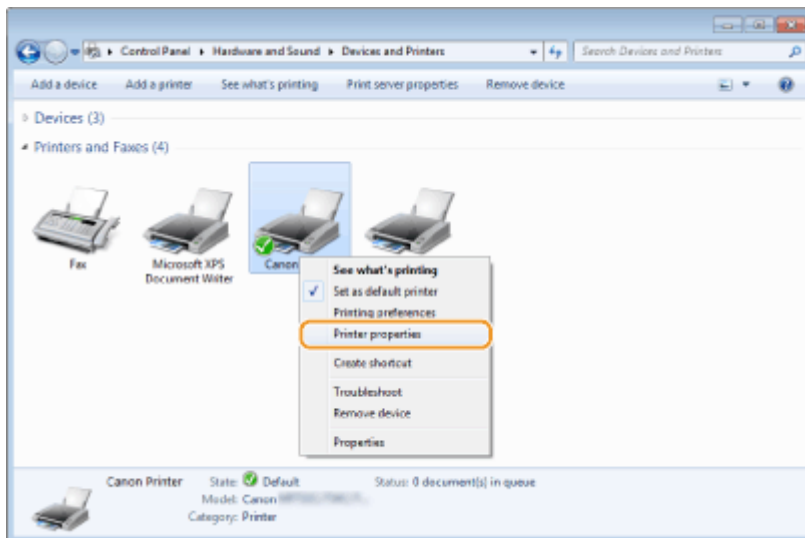 Control Panel ▸ Hardware and Sound ▸ Devices and Printers
Search Devices and Printers
Add a device Add a printer See what's printing Print server properties Remove device
Devices (3)
Printers and Faxes (4)
Fax
Microsoft XPS
Document Writer
Canon
See what's printing
Set as default printer
Printing preferences
Printer properties
Create shortcut
Troubleshoot
Remove device
Properties
Canon Printer State: Default Status: 0 document(s) in queue
Model: Canon
Category: Printer